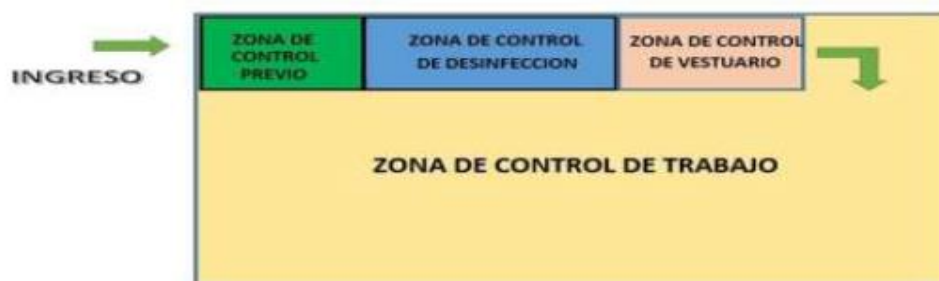 INGRESO
ZONA DE
CONTROL
PREVIO
ZONA DE CONTROL
DE DESINFECCION
ZONA DE CONTROL
DE VESTUARIO
ZONA DE CONTROL DE TRABAJO